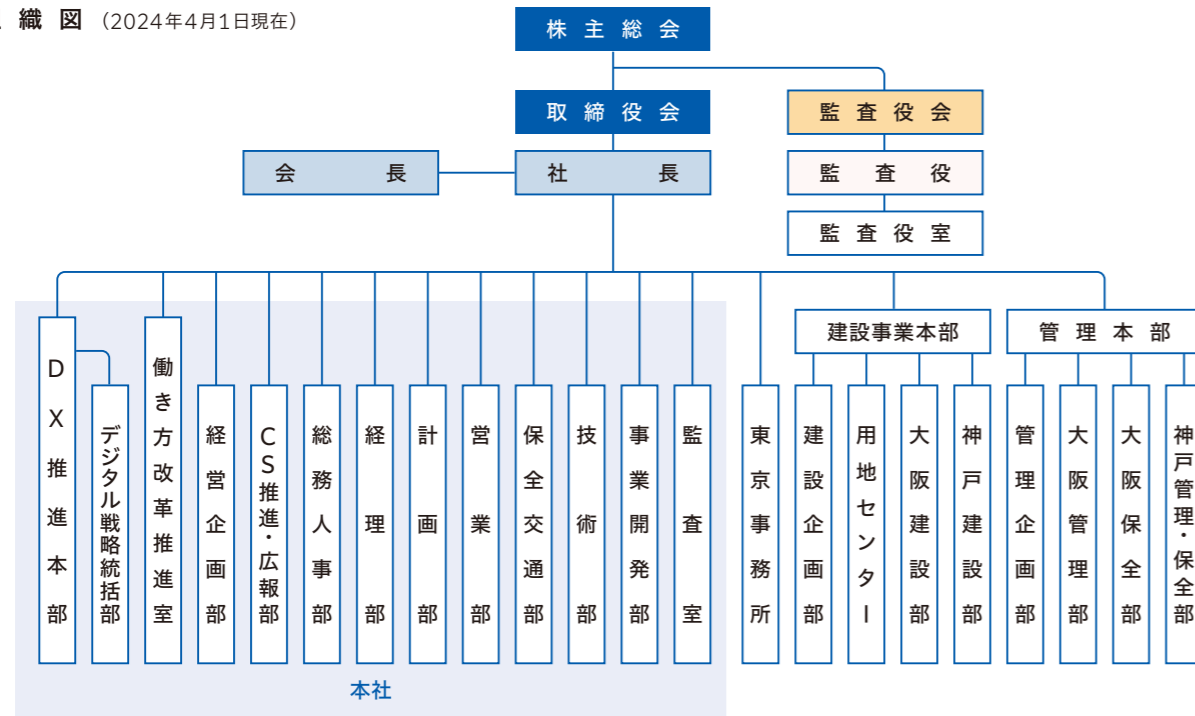 織図（2024年4月1日現在）
株主総会
取締役会
監査役会
会長
社長
監査役
監査役室
建設事業本部
管理本部
DX推進本部
デジタル戦略統括部
働き方改革推進室
経営企画部
CS推進・広報部
総務人事部
経理部
計画部
営業部
保全交通部
技術部
事業開発部
監査室
東京事務所
建設企画部
用地センター
大阪建設部
神戸建設部
管理企画部
大阪管理部
大阪保全部
神戸管理・保全部
本社